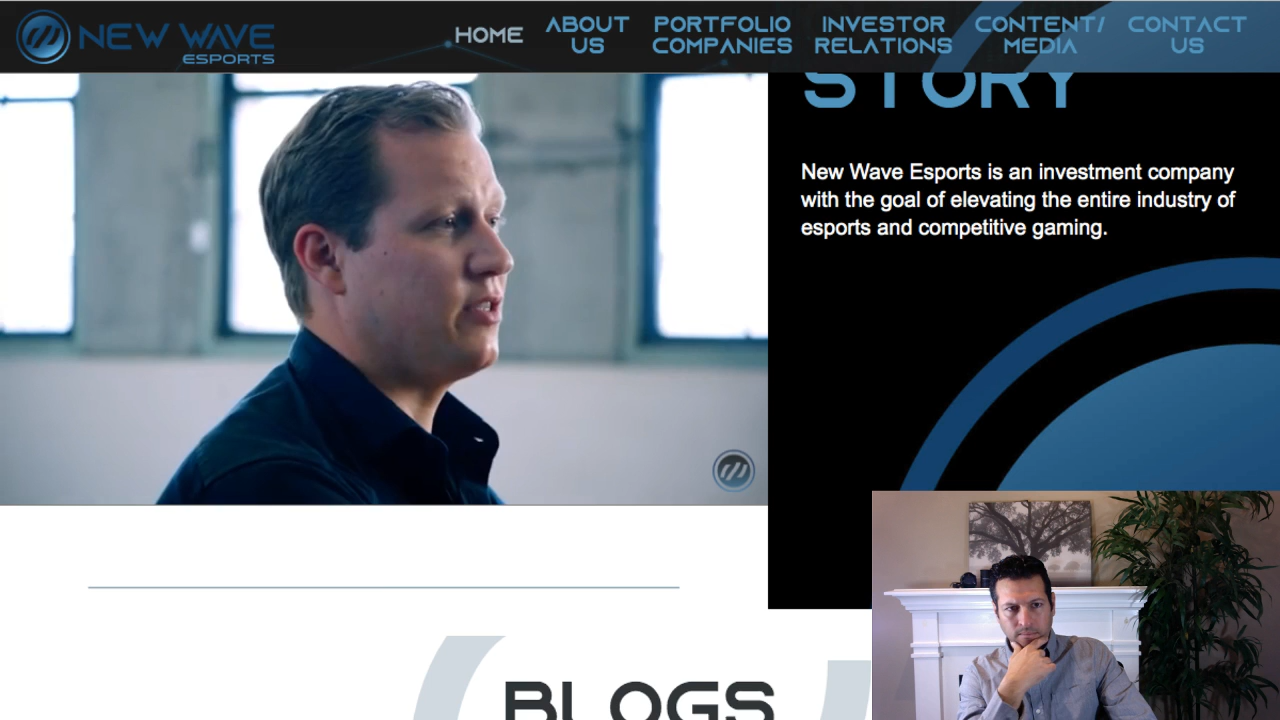 NEW WAVE
ESPORTS
HOME
ABOUT
US
PORTFOLIO
COMPANIES
INVESTOR
RELATIONS
CONTENT/
MEDIA
CONTACT
US
STORY
New Wave Esports is an investment company
with the goal of elevating the entire industry of
esports and competitive gaming.
BLOGS